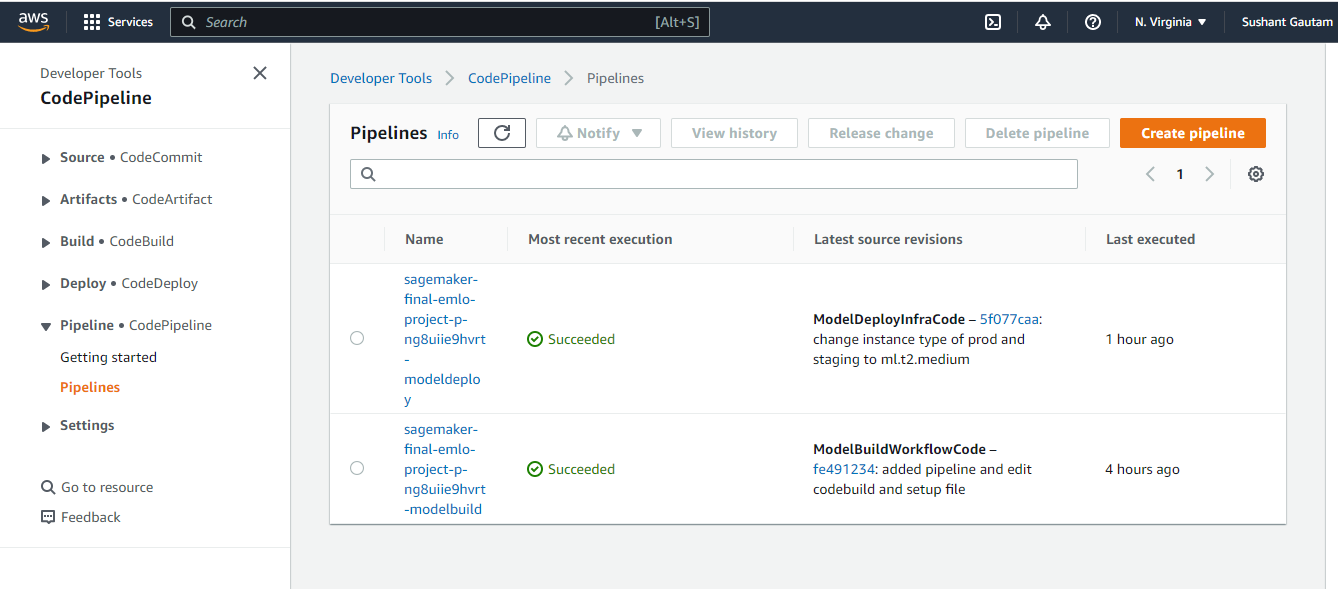 aws
Services
Search
[Alt+S]
N. Virginia
Sushant Gautam
Developer Tools
CodePipeline
Source • CodeCommit
Artifacts • CodeArtifact
Build • CodeBuild
Deploy • CodeDeploy
Pipeline • CodePipeline
Getting started
Pipelines
Settings
Go to resource
Feedback
Developer Tools
CodePipeline
Pipelines
Pipelines Info
Notify
View history
Release change
Delete pipeline
Create pipeline
1
Name
Most recent execution
Latest source revisions
Last executed
sagemaker-
final-emlo-
project-p-
ng8uiie9hvrt
-
modeldeplo
y
Succeeded
ModelDeployInfraCode – 5f077caa:
change instance type of prod and
staging to ml.t2.medium
1 hour ago
sagemaker-
final-emlo-
project-p-
ng8uiie9hvrt
-modelbuild
Succeeded
ModelBuildWorkflowCode –
fe491234: added pipeline and edit
codebuild and setup file
4 hours ago